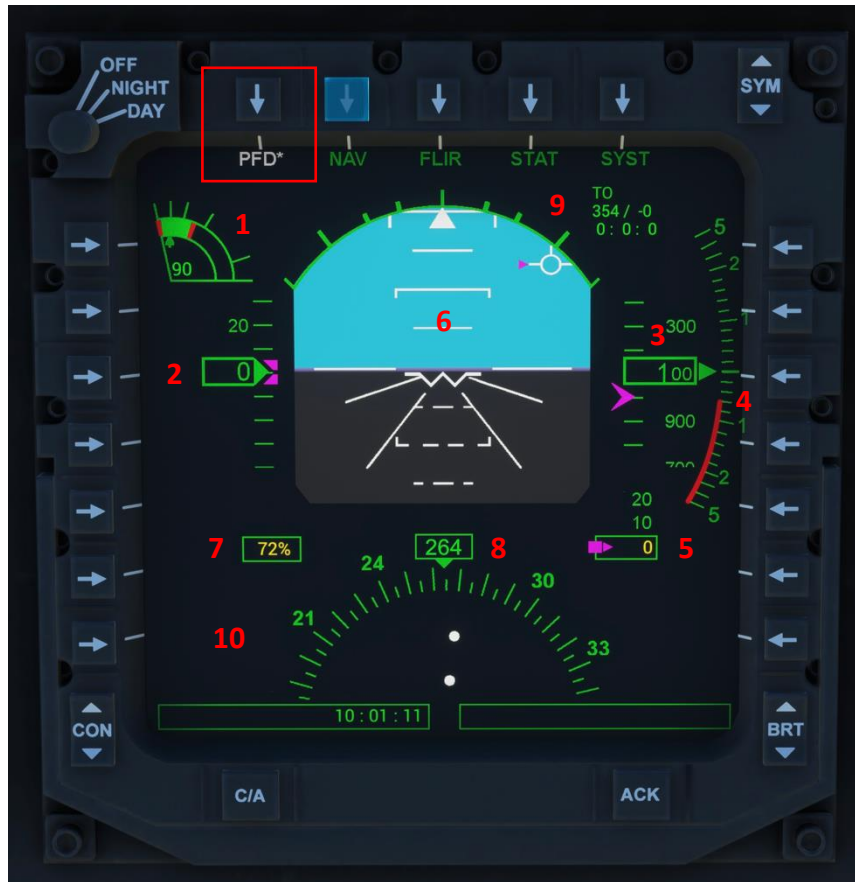 OFF
NIGHT
DAY
SYM
PFD* NAV FLIR STAT SYST
1
9
TO
354 / -0
0 : 0 : 0
5
2
90
6
20
3
300
1
2
0
100
4
900
1
700
2
20
5
10
7
72%
264
8
0
5
24
30
21
10
33
10 : 01 : 11
CON
BRT
C/A
ACK